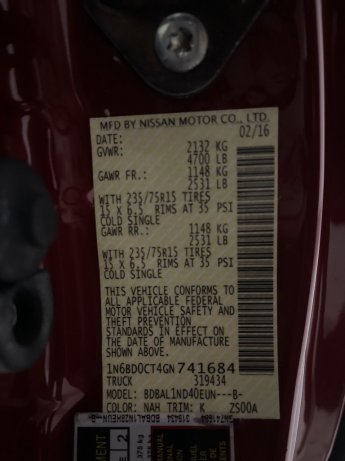 MFD BY NISSAN MOTOR CO., LTD.
DATE: 02/16
GVWR: 2132 KG
4700 LB
GAWR FR.: 1148 KG
2531 LB
WITH 235/75R15 TIRES
15 X 6.5 RIMS AT 35 PSI
COLD SINGLE
GAWR RR.: 1148 KG
2531 LB
WITH 235/75R15 TIRES
15 X 6.5 RIMS AT 35 PSI
COLD SINGLE
THIS VEHICLE CONFORMS TO
ALL APPLICABLE FEDERAL
MOTOR VEHICLE SAFETY
AND THEFT PREVENTION
STANDARDS IN EFFECT ON
THE DATE OF MANUFACTURE
SHOWN ABOVE
1N6BD0CT4GN741684
TRUCK 319434
MODEL: BDBAL1ND40EUN---B-
COLOR: NAH TRIM: K ZS00A